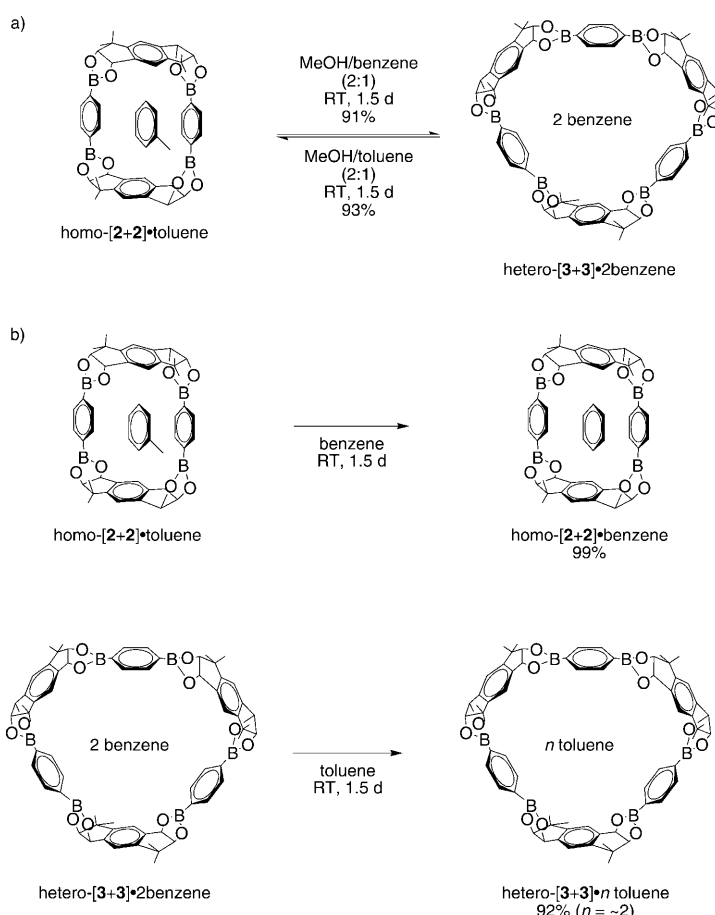 a)
MeOH/benzene
(2:1)
RT, 1.5 d
91%
MeOH/toluene
(2:1)
RT, 1.5 d
93%
B O O B O B O B O O B O O B
homo-[2+2]•toluene
O O B B O O O O B B O O B O O B O O
2 benzene
hetero-[3+3]•2benzene
b)
O B O O O B B O O B O O
homo-[2+2]•toluene
benzene
RT, 1.5 d
O B O O O B B O O B O O
homo-[2+2]•benzene
99%
O O B B O O O O B B O O B O O B O O
2 benzene
hetero-[3+3]•2benzene
toluene
RT, 1.5 d
O O B B O O O O B B O O B O O B O O
n toluene
hetero-[3+3]•n toluene
92% (n = ~2)